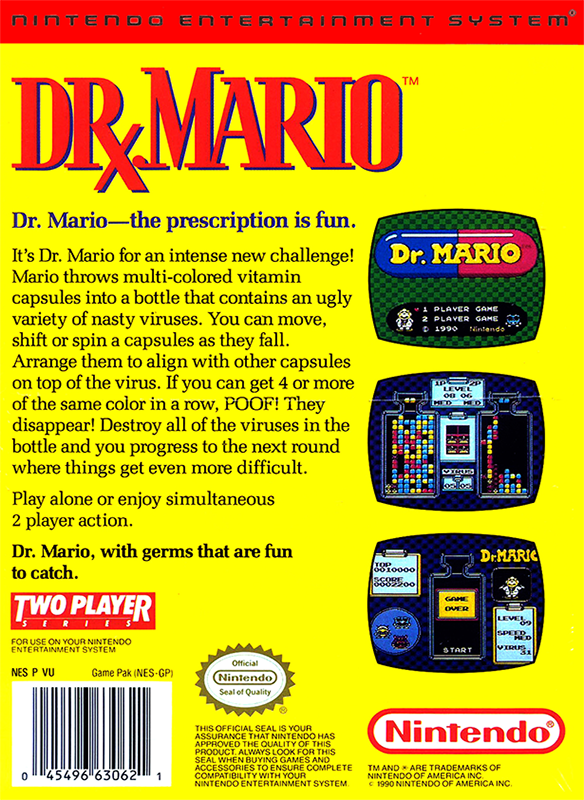 NINTENDO ENTERTAINMENT SYSTEM®
DRx.MARIO™
Dr. Mario—the prescription is fun.
It's Dr. Mario for an intense new challenge!
Mario throws multi-colored vitamin
capsules into a bottle that contains an ugly
variety of nasty viruses. You can move,
shift or spin a capsules as they fall.
Arrange them to align with other capsules
on top of the virus. If you can get 4 or more
of the same color in a row, POOF! They
disappear! Destroy all of the viruses in the
bottle and you progress to the next round
where things get even more difficult.
Play alone or enjoy simultaneous
2 player action.
Dr. Mario, with germs that are fun
to catch.
TWO PLAYER
SERIES
FOR USE ON YOUR NINTENDO
ENTERTAINMENT SYSTEM
NES P VU
Game Pak (NES-GP)
0 45496 63062 1
Official
Nintendo
Seal of Quality
®
THIS OFFICIAL SEAL IS YOUR
ASSURANCE THAT NINTENDO HAS
APPROVED THE QUALITY OF THIS
PRODUCT. ALWAYS LOOK FOR THIS
SEAL WHEN BUYING GAMES AND
ACCESSORIES TO ENSURE COMPLETE
COMPATIBILITY WITH YOUR
NINTENDO ENTERTAINMENT SYSTEM.
Dr. MARIO™
1 PLAYER GAME
2 PLAYER GAME
© 1990 Nintendo
1P 2P
LEVEL
08 06
MED MED
VIRUS
05 05
TOP
0010000
SCORE
0002200
Dr.MARIO
GAME
OVER
START
LEVEL
09
SPEED
MED
VIRUS
31
Nintendo®
TM AND ® ARE TRADEMARKS OF
NINTENDO OF AMERICA INC.
© 1990 NINTENDO OF AMERICA INC.